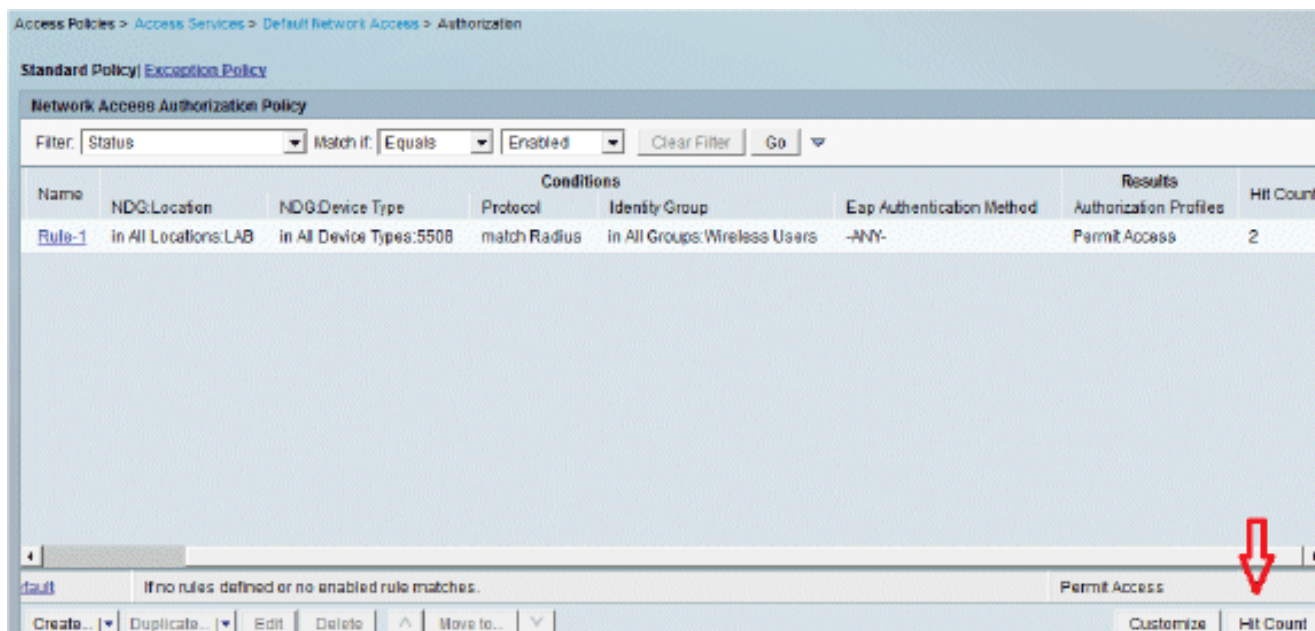 Access Policies > Access Services > Default Network Access > Authorization
Standard Policy| Exception Policy
Network Access Authorization Policy
Filter: Status Match if: Equals Enabled Clear Filter Go
Conditions Results
Name NDG:Location NDG:Device Type Protocol Identity Group Eap Authentication Method Authorization Profiles Hit Count
Rule-1 in All Locations:LAB in All Device Types:5508 match Radius in All Groups:Wireless Users -ANY- Permit Access 2
fault If no rules defined or no enabled rule matches. Permit Access
Create... Duplicate... Edit Delete Move to... Customize Hit Count